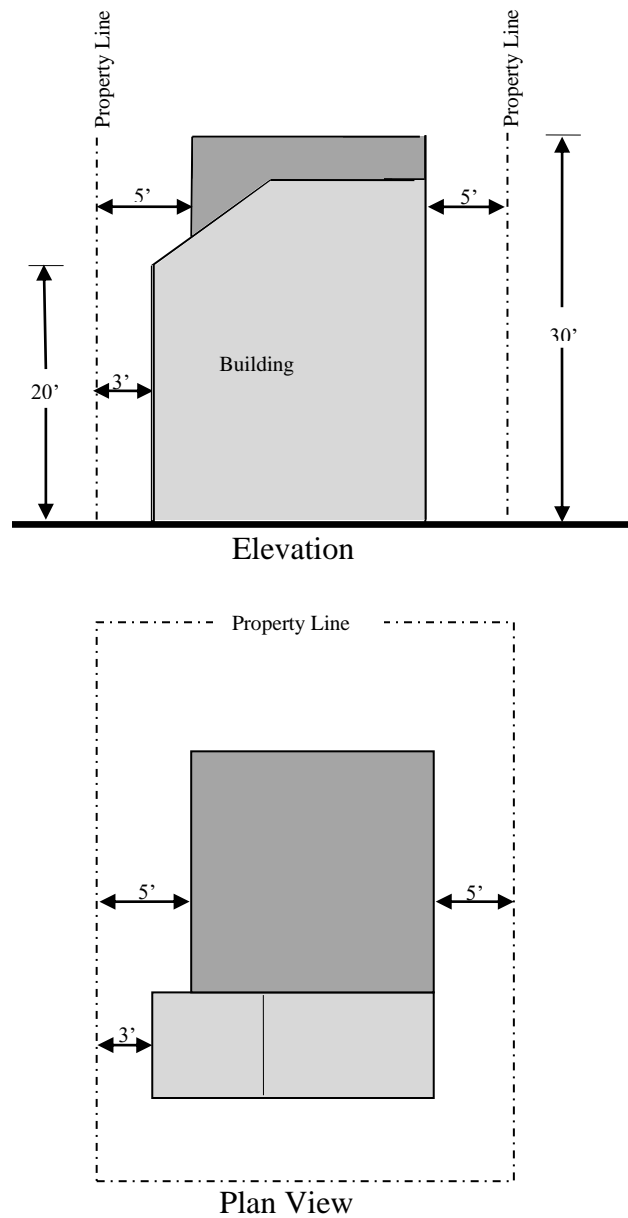 Property Line
Property Line
5’
5’
30’
Building
20’
3’
Elevation
Property Line
5’
5’
3’
Plan View